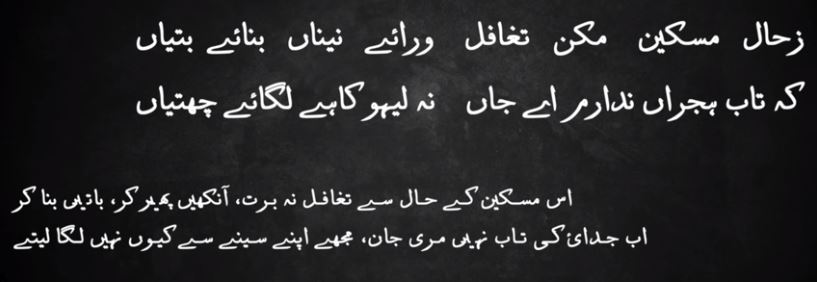 زحال مسکین مکن تغافل ورائے نیناں بنائے بتیاں
کہ تاب ہجراں ندارم اے جاں نہ لیہو کاہے لگائے چھتیاں
اس مسکین کے حال سے تغافل نہ برت، آنکھیں پھیر کر، باتیں بنا کر
اب جدائ کی تاب نہیں مری جان، مجھے اپنے سینے سے کیوں نہیں لگا لیتے